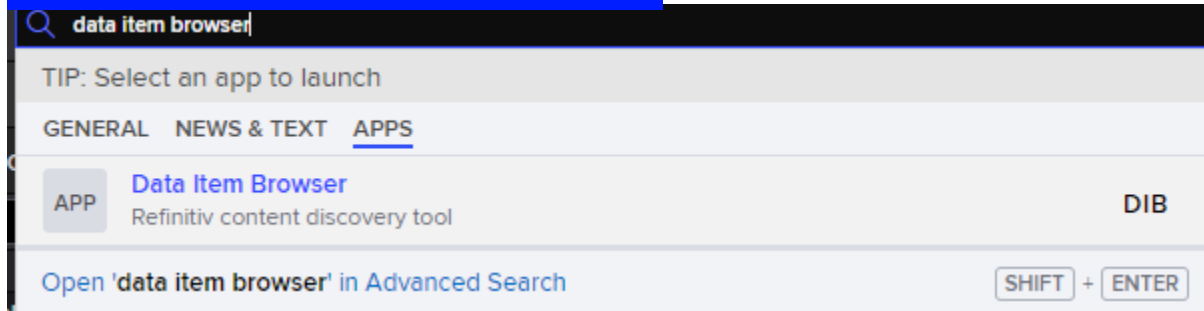 data item browser
TIP: Select an app to launch
GENERAL NEWS & TEXT APPS
APP
Data Item Browser
Refinitiv content discovery tool
DIB
Open 'data item browser' in Advanced Search SHIFT + ENTER